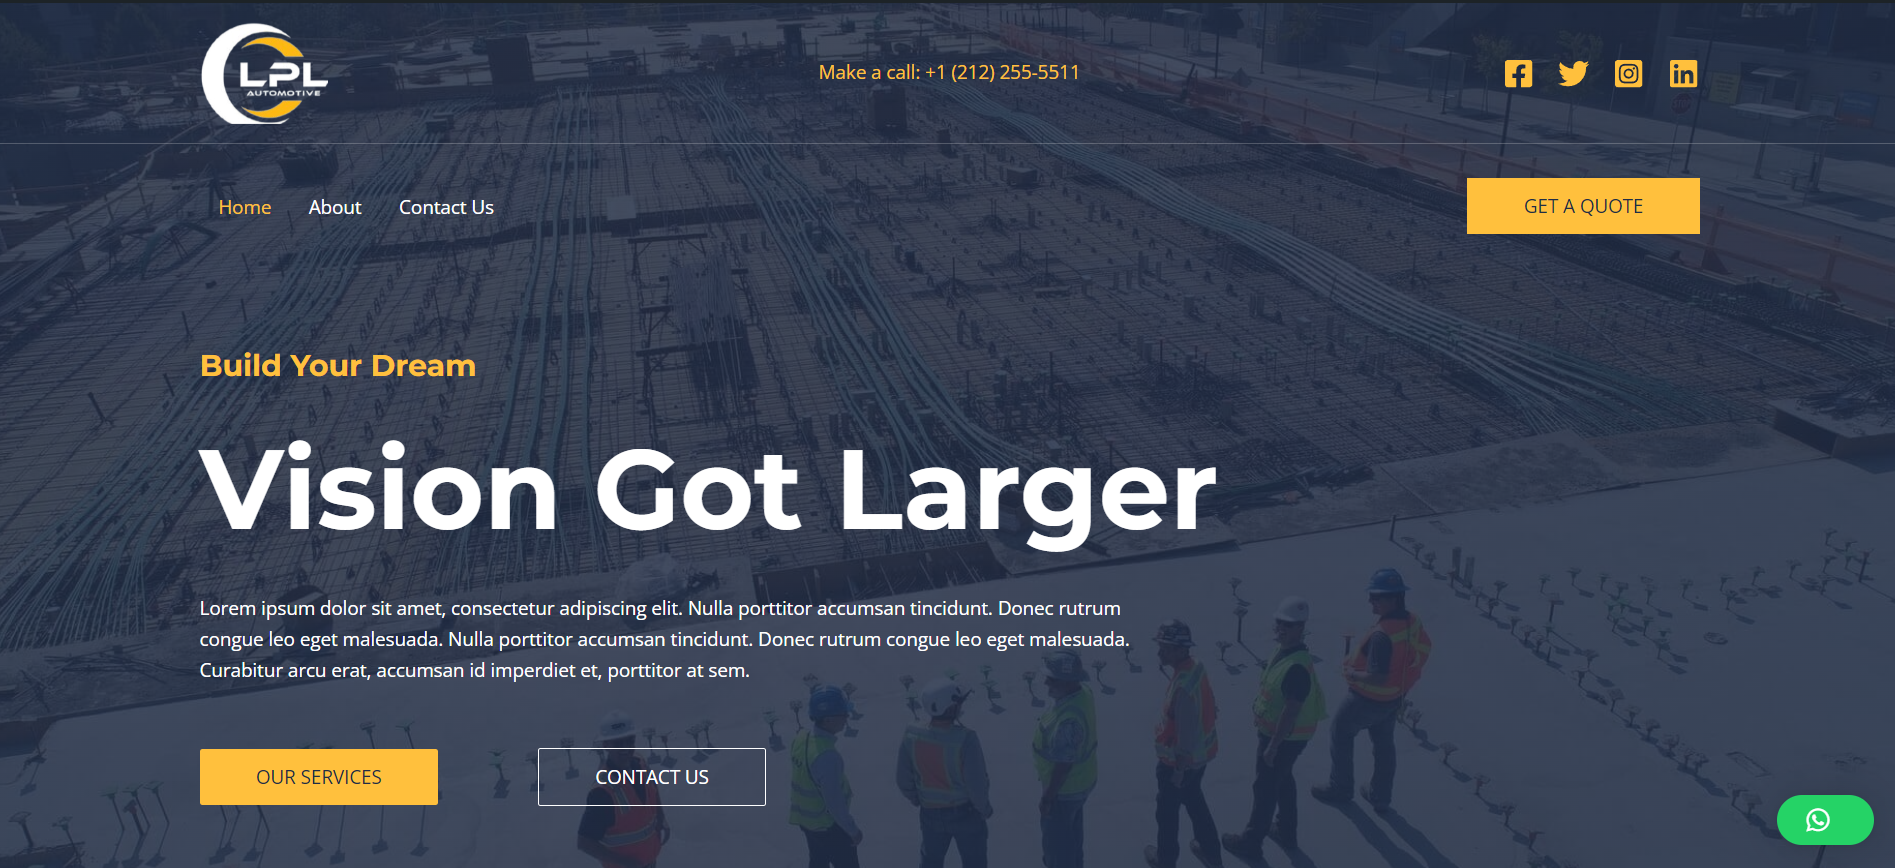 LPL
AUTOMOTIVE
Make a call: +1 (212) 255-5511
Home About Contact Us
GET A QUOTE
Build Your Dream
Vision Got Larger
Lorem ipsum dolor sit amet, consectetur adipiscing elit. Nulla porttitor accumsan tincidunt. Donec rutrum
congue leo eget malesuada. Nulla porttitor accumsan tincidunt. Donec rutrum congue leo eget malesuada.
Curabitur arcu erat, accumsan id imperdiet et, porttitor at sem.
OUR SERVICES
CONTACT US